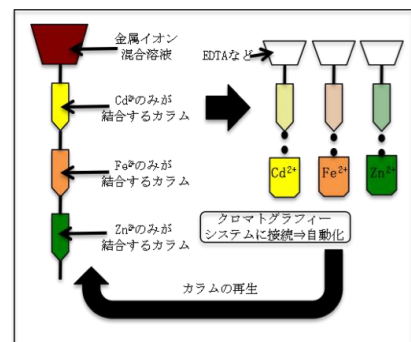 金属イオン
混合溶液
EDTAなど
Cd²⁺のみが
結合するカラム
Fe²⁺のみが
結合するカラム
Zn²⁺のみが
結合するカラム
Cd²⁺
Fe²⁺
Zn²⁺
クロマトグラフィー
システムに接続⇒自動化
カラムの再生